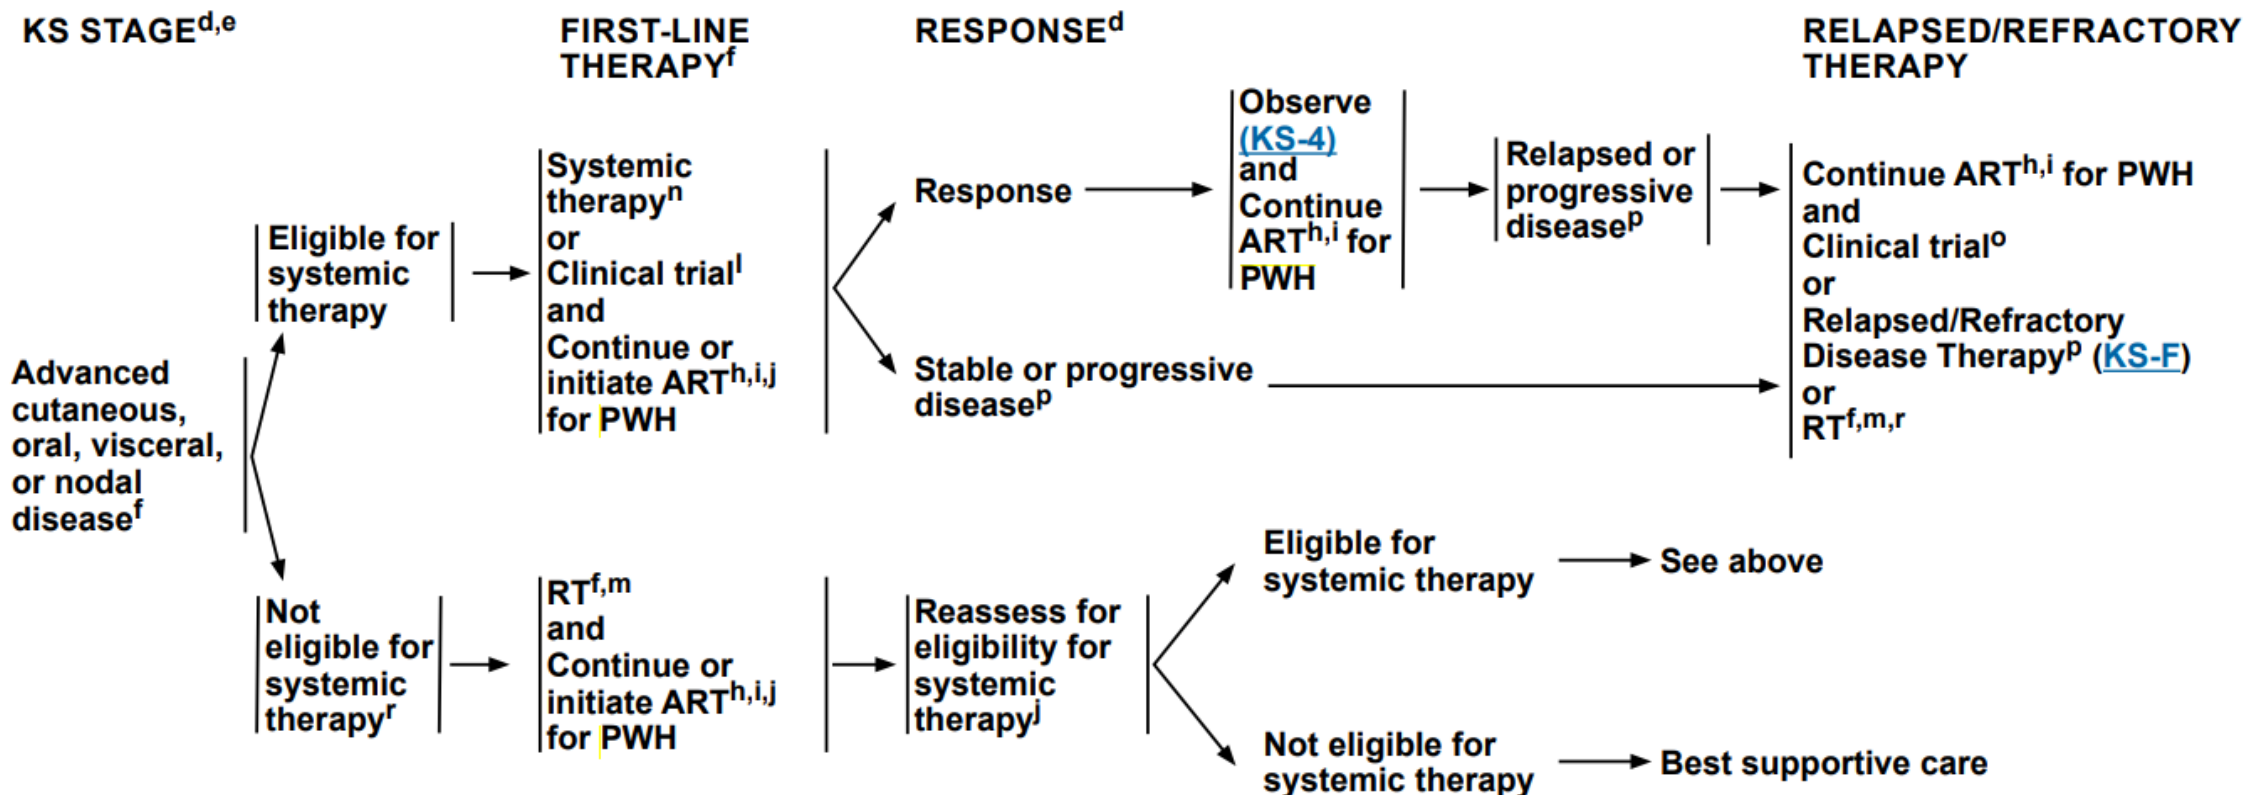 KS STAGEd,e
FIRST-LINE
THERAPYf
RESPONSEd
RELAPSED/REFRACTORY
THERAPY
Advanced
cutaneous,
oral, visceral,
or nodal
diseasef
Eligible for
systemic
therapy
Systemic
therapyn
or
Clinical triall
and
Continue or
initiate ARTh,i,j
for PWH
Response
Observe
(KS-4)
and
Continue
ARTh,i for
PWH
Relapsed or
progressive
diseasep
Stable or progressive
diseasep
Continue ARTh,i for PWH
and
Clinical trialo
or
Relapsed/Refractory
Disease Therapyp (KS-F)
or
RTf,m,r
Not
eligible for
systemic
therapyr
RTf,m
and
Continue or
initiate ARTh,i,j
for PWH
Reassess for
eligibility for
systemic
therapyj
Eligible for
systemic therapy
See above
Not eligible for
systemic therapy
Best supportive care